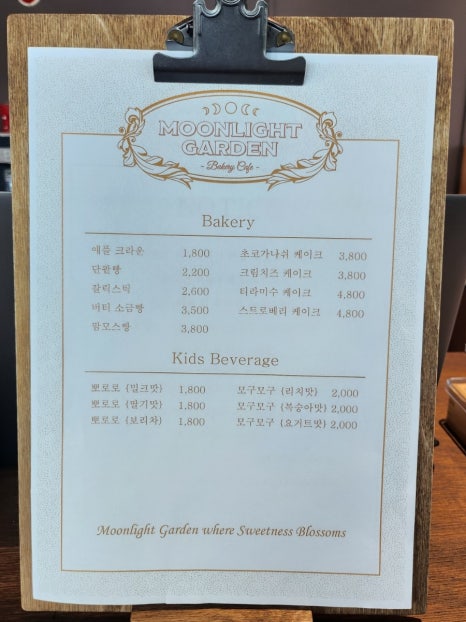 MOONLIGHT
GARDEN
- Bakery Cafe -
Bakery
애플 크라운 1,800 초코가나쉬 케이크 3,800
단팥빵 2,200 크림치즈 케이크 3,800
갈릭스틱 2,600 티라미수 케이크 4,800
버터 소금빵 3,500 스트로베리 케이크 4,800
맘모스빵 3,800
Kids Beverage
뽀로로 (밀크맛) 1,800 모구모구 (리치맛) 2,000
뽀로로 (딸기맛) 1,800 모구모구 (복숭아맛) 2,000
뽀로로 (보리차) 1,800 모구모구 (요거트맛) 2,000
Moonlight Garden where Sweetness Blossoms